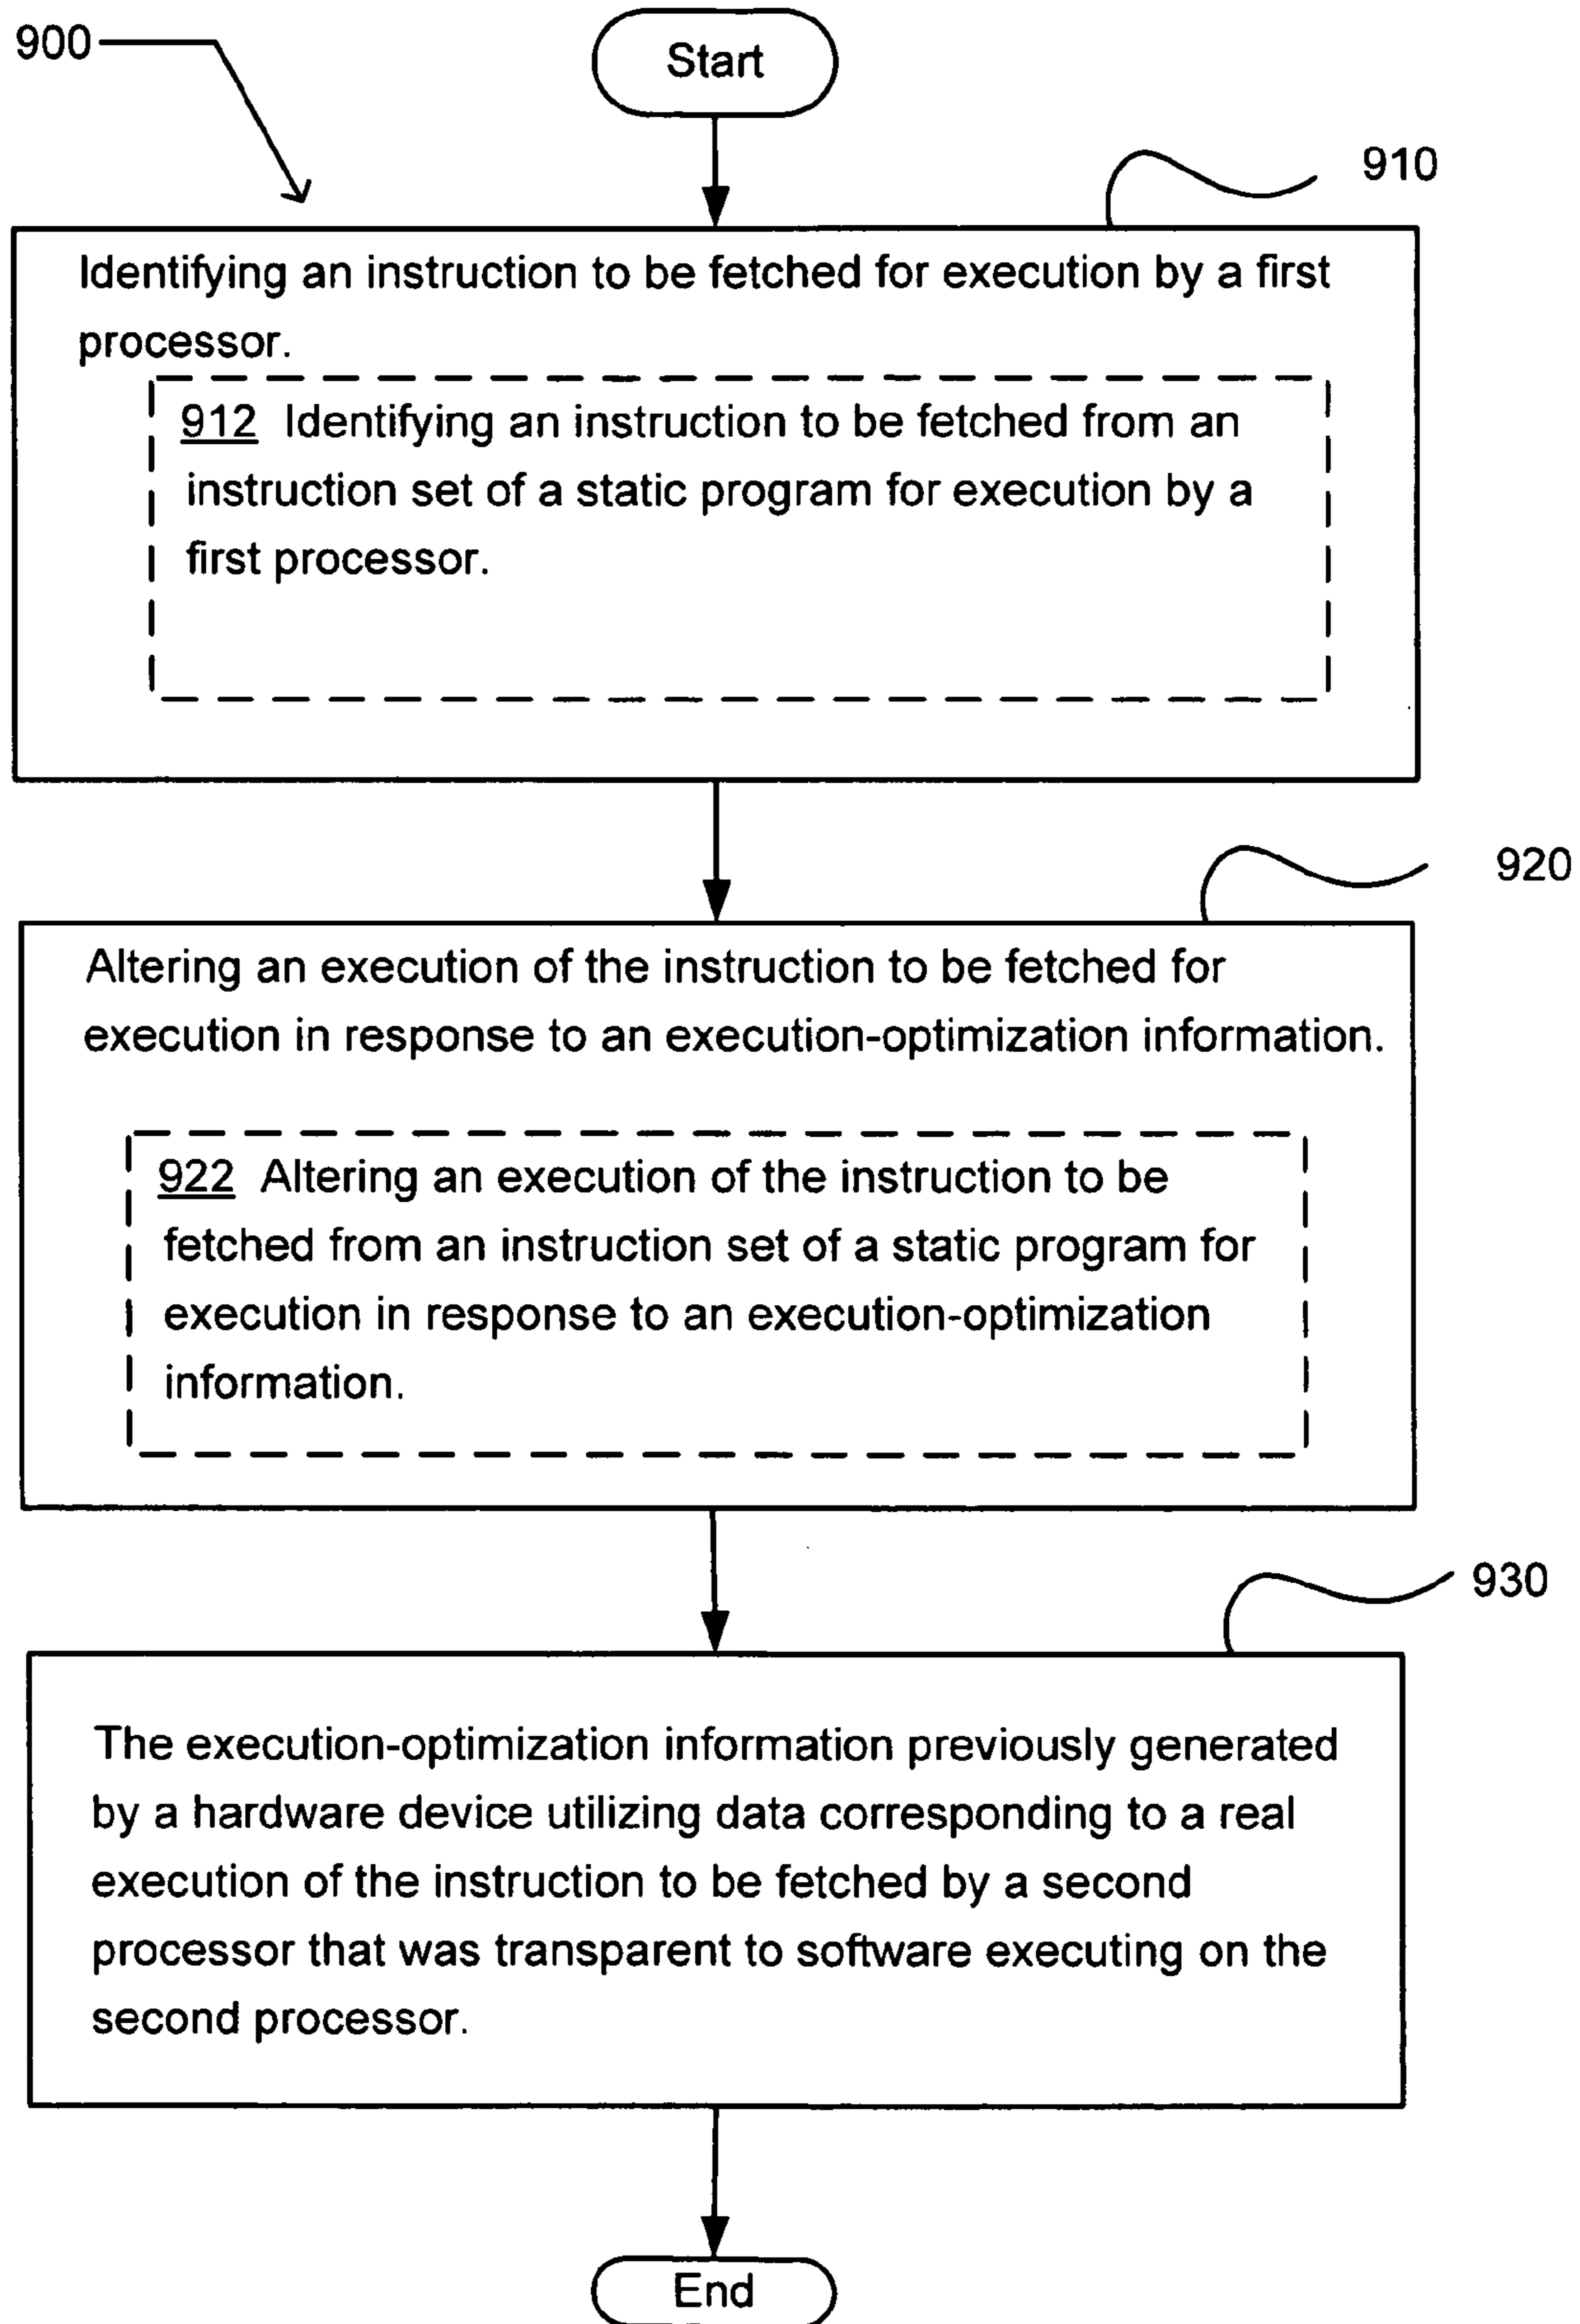 900
Start
910
Identifying an instruction to be fetched for execution by a first
processor.
912 Identifying an instruction to be fetched from an
instruction set of a static program for execution by a
first processor.
920
Altering an execution of the instruction to be fetched for
execution in response to an execution-optimization information.
922 Altering an execution of the instruction to be
fetched from an instruction set of a static program for
execution in response to an execution-optimization
information.
930
The execution-optimization information previously generated
by a hardware device utilizing data corresponding to a real
execution of the instruction to be fetched by a second
processor that was transparent to software executing on the
second processor.
End